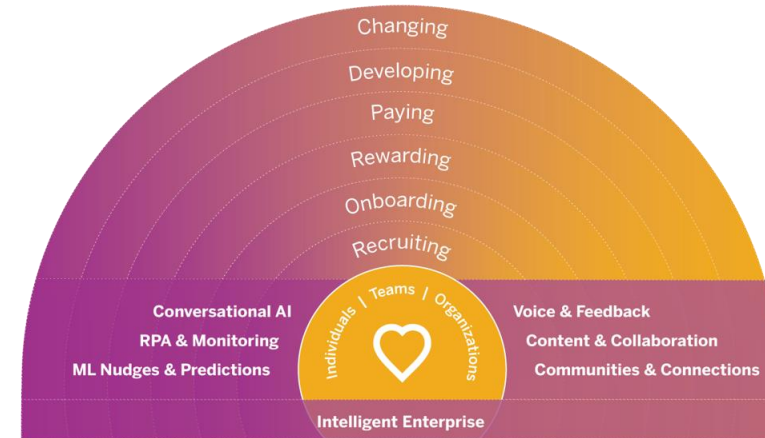 Changing
Developing
Paying
Rewarding
Onboarding
Recruiting
Individuals | Teams | Organizations
Conversational AI
RPA & Monitoring
ML Nudges & Predictions
Voice & Feedback
Content & Collaboration
Communities & Connections
Intelligent Enterprise